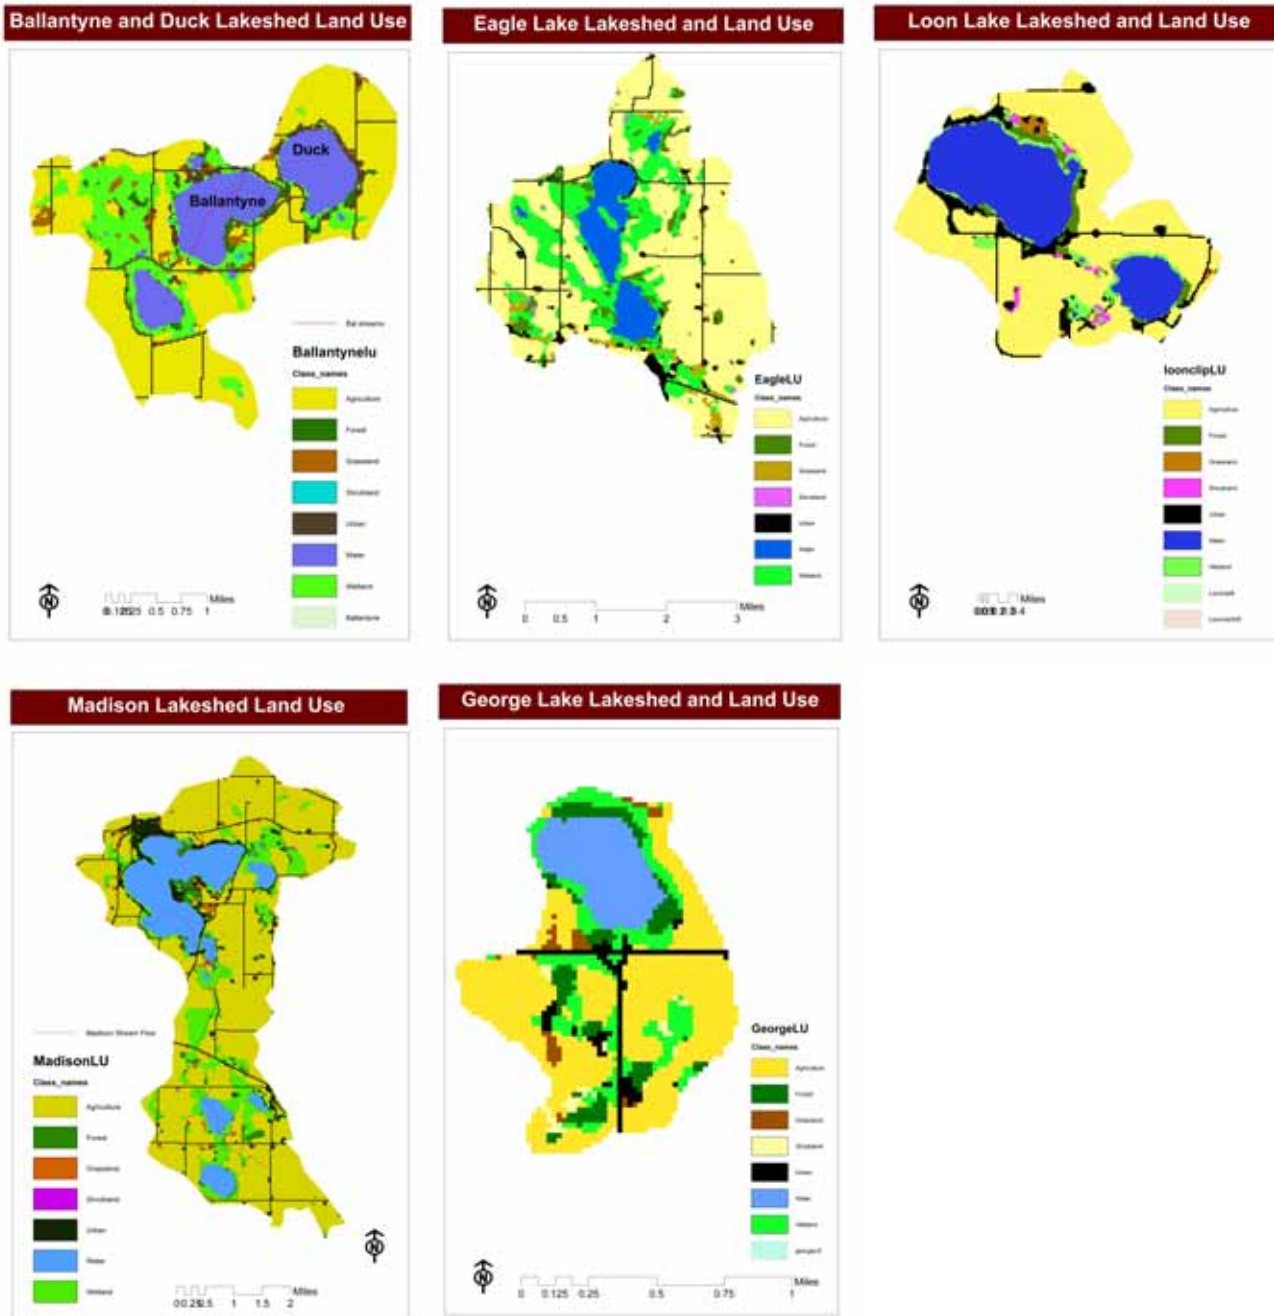 Ballantyne and Duck Lakeshed Land Use
Duck
Ballantyne
Bal streams
Ballantynelu
Class_names
Agriculture
Forest
Grassland
Shrubland
Urban
Water
Wetland
Ballantyne
N
Miles
0.5 0.75 1
Eagle Lake Lakeshed and Land Use
EagleLU
Class_names
Agriculture
Forest
Grassland
Shrubland
Urban
Water
Wetland
N
Miles
0 0.5 1 2 3
Loon Lake Lakeshed and Land Use
loonclipLU
Class_names
Agriculture
Forest
Grassland
Shrubland
Urban
Water
Wetland
N
Miles
Madison Lakeshed Land Use
Madison Stream Flow
MadisonLU
Class_names
Agriculture
Forest
Grassland
Shrubland
Urban
Water
Wetland
N
Miles
00.250.5 1 1.5 2
George Lake Lakeshed and Land Use
GeorgeLU
Class_names
Agriculture
Forest
Grassland
Shrubland
Urban
Water
Wetland
N
Miles
0 0.125 0.25 0.5 0.75 1